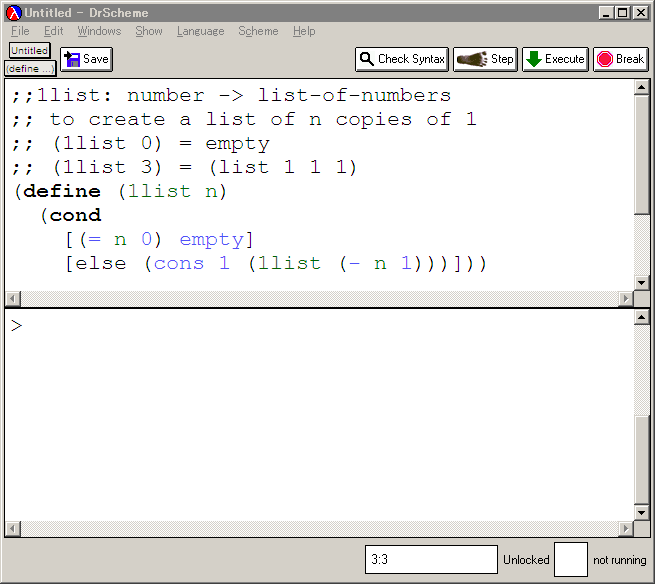 Untitled - DrScheme
File Edit Windows Show Language Scheme Help
Untitled
(define ...)
Save
Check Syntax
Step
Execute
Break
;;1list: number -> list-of-numbers
;; to create a list of n copies of 1
;; (1list 0) = empty
;; (1list 3) = (list 1 1 1)
(define (1list n)
  (cond
    [(= n 0) empty]
    [else (cons 1 (1list (- n 1)))]))
>
3:3
Unlocked
not running